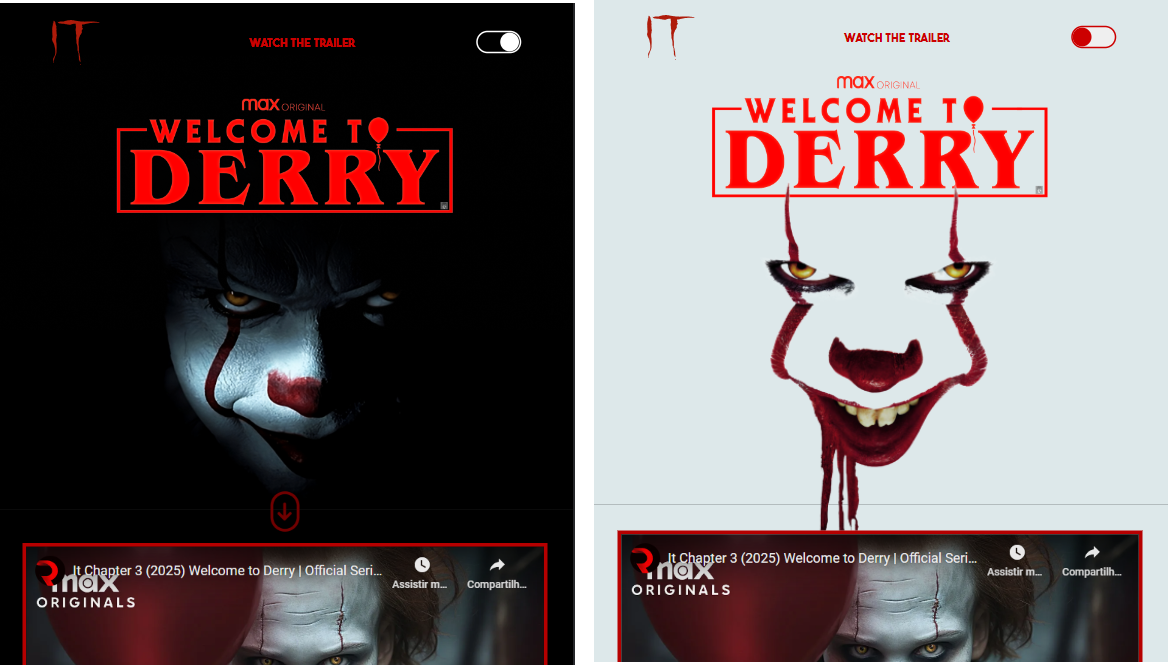 IT
WATCH THE TRAILER
max ORIGINAL
WELCOME TO
DERRY
It Chapter 3 (2025) Welcome to Derry | Official Seri...
Assistir m...
Compartilh...
max
ORIGINALS
IT
WATCH THE TRAILER
max ORIGINAL
WELCOME TO
DERRY
It Chapter 3 (2025) Welcome to Derry | Official Seri...
Assistir m...
Compartilh...
max
ORIGINALS